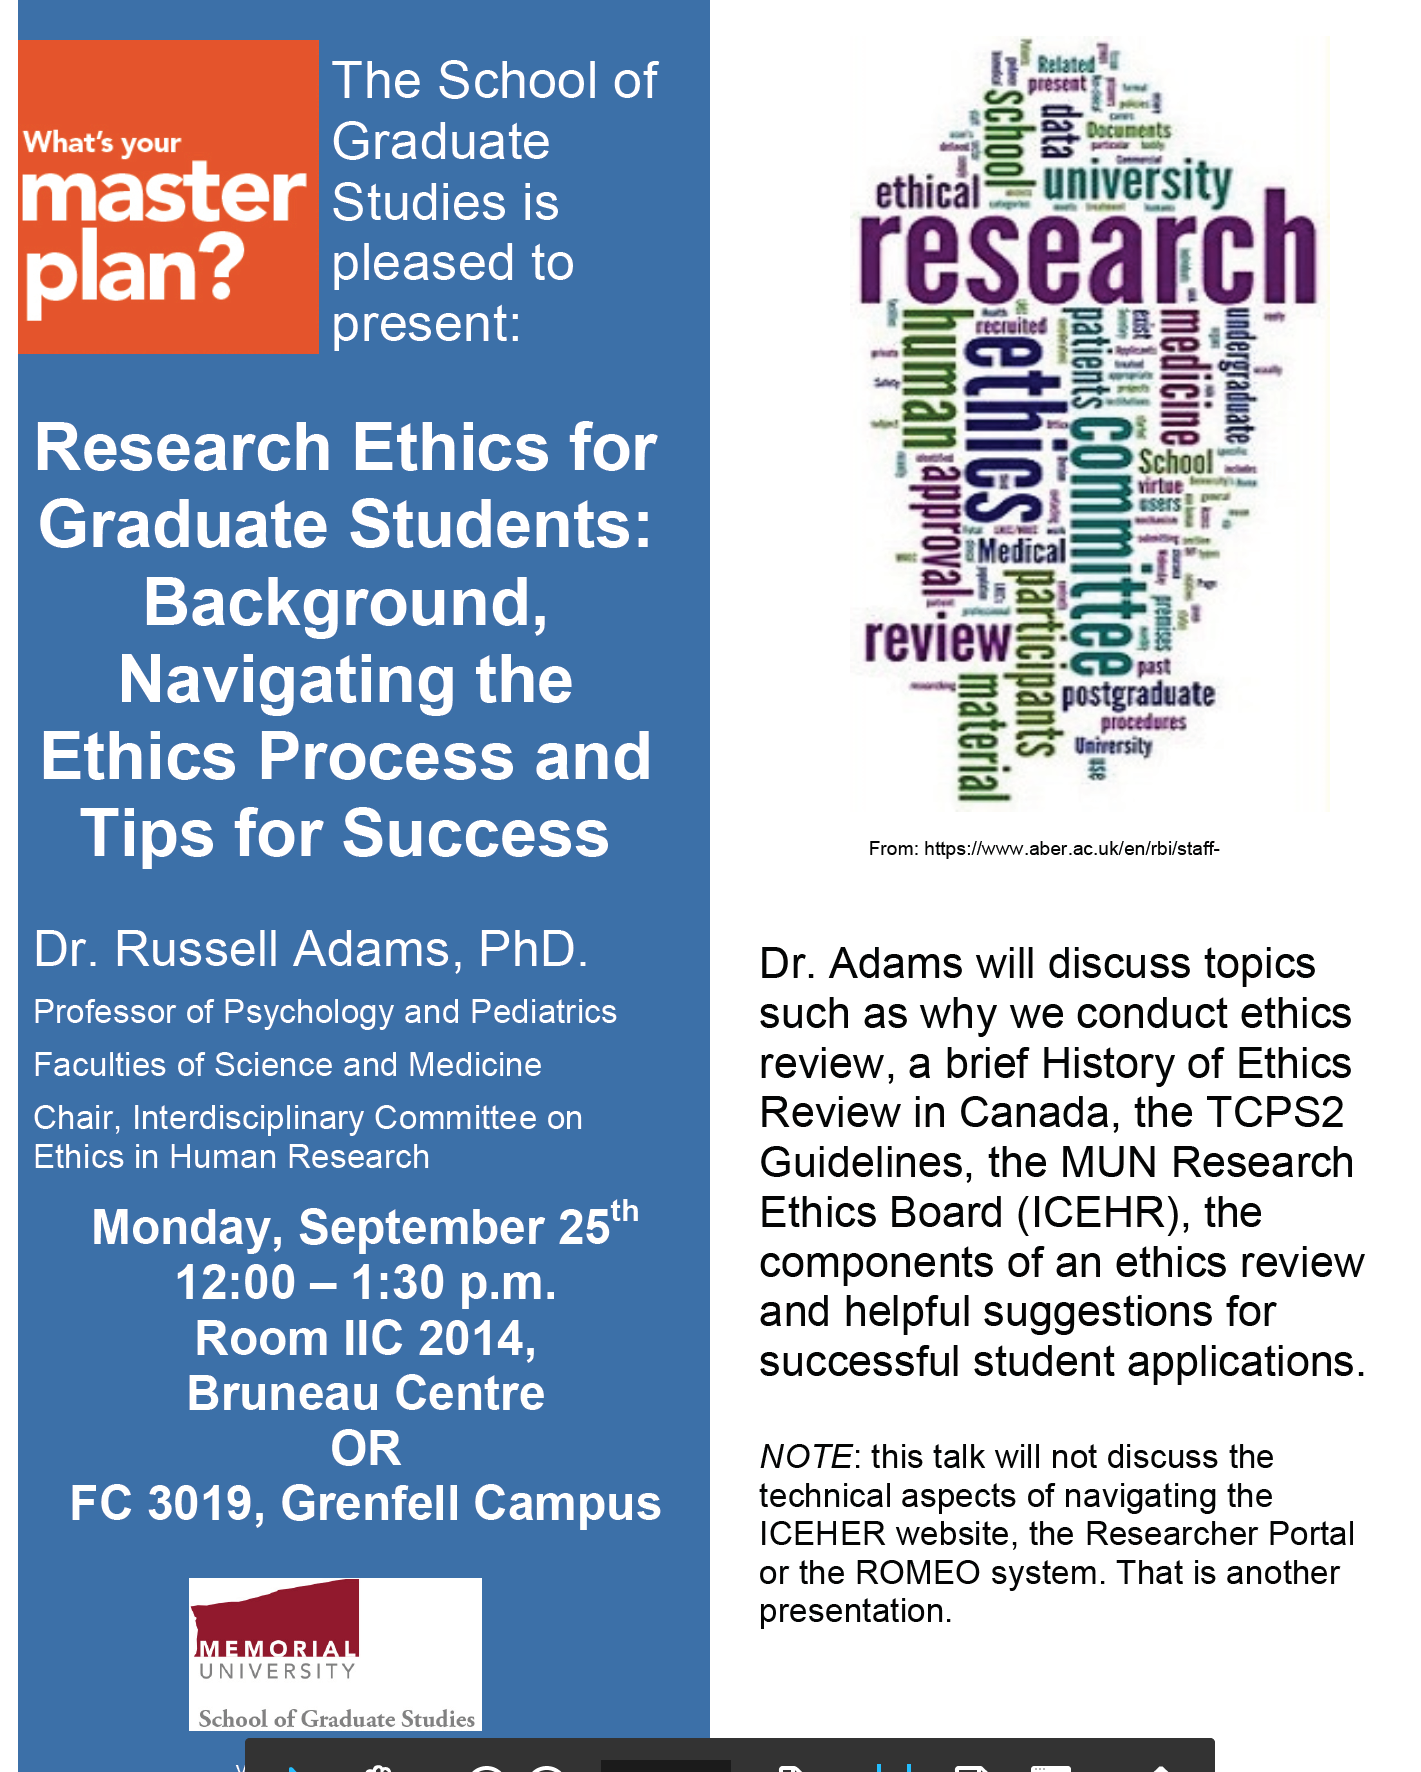 What's your
master
plan?
The School of
Graduate
Studies is
pleased to
present:
Research Ethics for
Graduate Students:
Background,
Navigating the
Ethics Process and
Tips for Success
Dr. Russell Adams, PhD.
Professor of Psychology and Pediatrics
Faculties of Science and Medicine
Chair, Interdisciplinary Committee on
Ethics in Human Research
Monday, September 25th
12:00 – 1:30 p.m.
Room IIC 2014,
Bruneau Centre
OR
FC 3019, Grenfell Campus
MEMORIAL
UNIVERSITY
School of Graduate Studies
Related
present
school
data
Documents
particular
ethical
university
research
human
recruited
ethics
patients
medicine
undergraduate
committee
private
Safety
subject
School
virtue
users
approval
Medical
participants
professional
review
premises
past
material
postgraduate
procedures
University
use
researching
From: https://www.aber.ac.uk/en/rbi/staff-
Dr. Adams will discuss topics
such as why we conduct ethics
review, a brief History of Ethics
Review in Canada, the TCPS2
Guidelines, the MUN Research
Ethics Board (ICEHR), the
components of an ethics review
and helpful suggestions for
successful student applications.
NOTE: this talk will not discuss the
technical aspects of navigating the
ICEHER website, the Researcher Portal
or the ROMEO system. That is another
presentation.